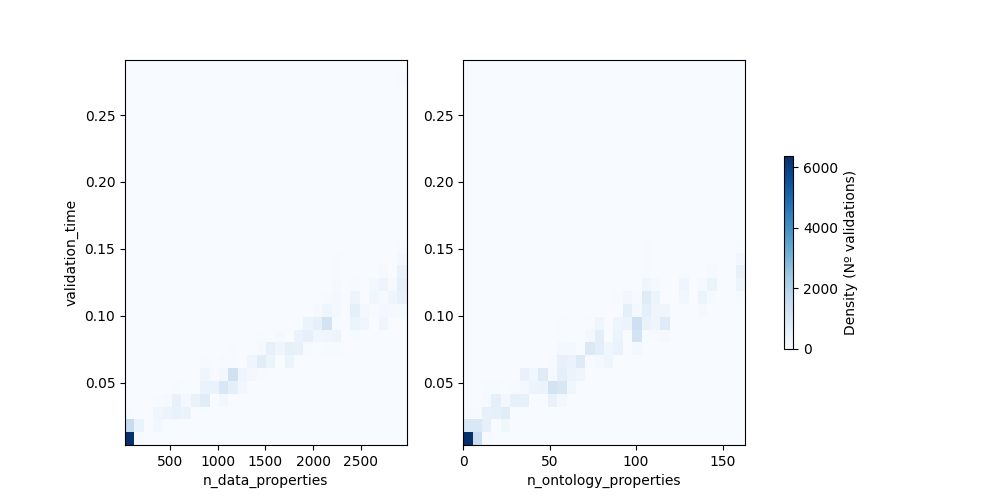 0.25
0.20
0.15
0.10
0.05
validation_time
500 1000 1500 2000 2500
n_data_properties
0.25
0.20
0.15
0.10
0.05
0 50 100 150
n_ontology_properties
6000
4000
2000
0
Density (Nº validations)